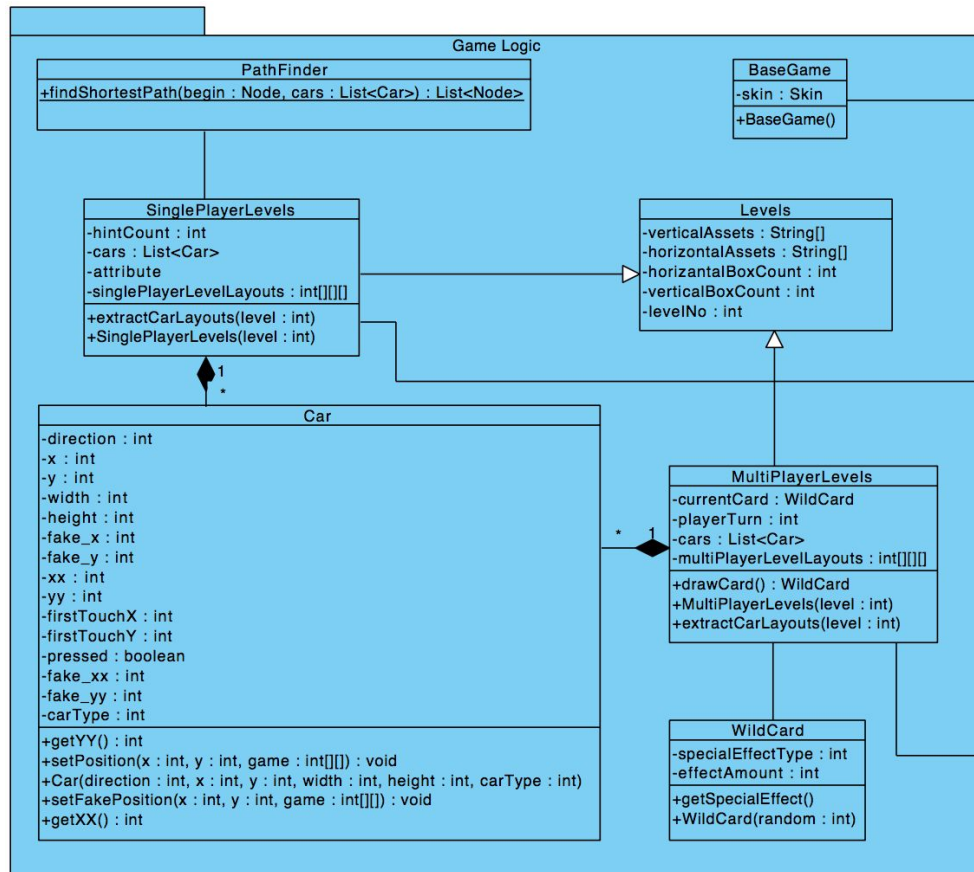 Game Logic
PathFinder
+findShortestPath(begin : Node, cars : List<Car>) : List<Node>
BaseGame
-skin : Skin
+BaseGame()
SinglePlayerLevels
-hintCount : int
-cars : List<Car>
-attribute
-singlePlayerLevelLayouts : int[][][]
+extractCarLayouts(level : int)
+SinglePlayerLevels(level : int)
Levels
-verticalAssets : String[]
-horizontalAssets : String[]
-horizantalBoxCount : int
-verticalBoxCount : int
-levelNo : int
1
*
Car
-direction : int
-x : int
-y : int
-width : int
-height : int
-fake_x : int
-fake_y : int
-xx : int
-yy : int
-firstTouchX : int
-firstTouchY : int
-pressed : boolean
-fake_xx : int
-fake_yy : int
-carType : int
+getYY() : int
+setPosition(x : int, y : int, game : int[][]) : void
+Car(direction : int, x : int, y : int, width : int, height : int, carType : int)
+setFakePosition(x : int, y : int, game : int[][]) : void
+getXX() : int
* 1
MultiPlayerLevels
-currentCard : WildCard
-playerTurn : int
-cars : List<Car>
-multiPlayerLevelLayouts : int[][][]
+drawCard() : WildCard
+MultiPlayerLevels(level : int)
+extractCarLayouts(level : int)
WildCard
-specialEffectType : int
-effectAmount : int
+getSpecialEffect()
+WildCard(random : int)